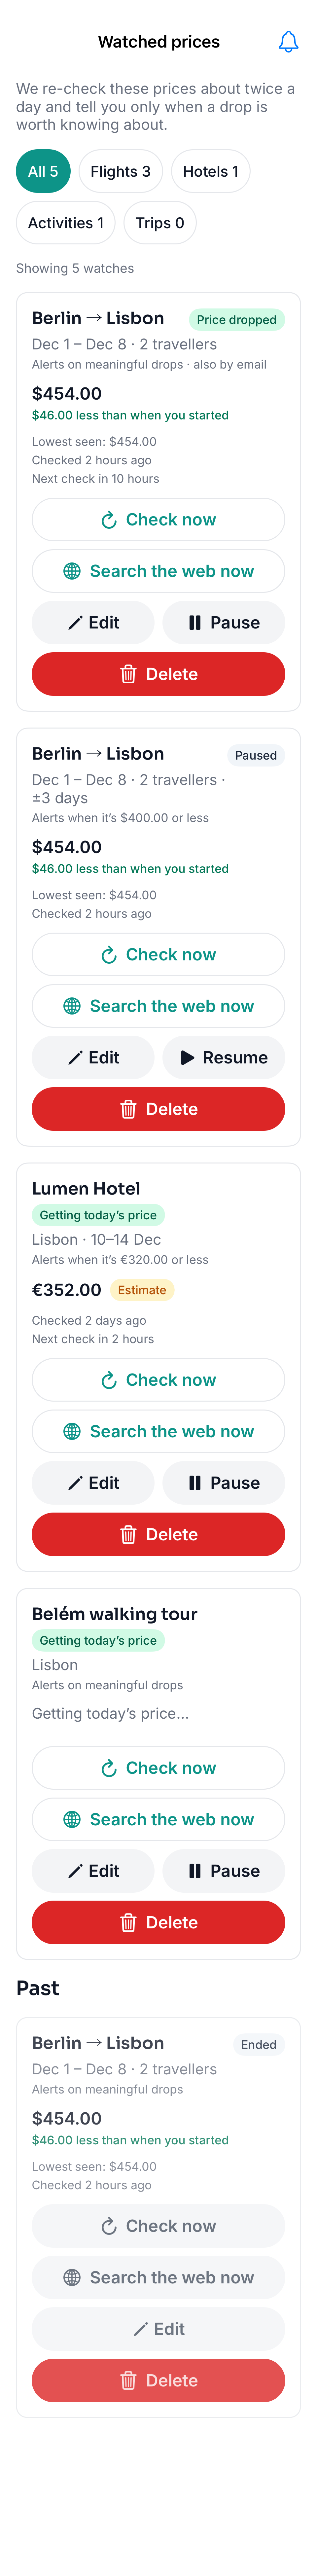 Watched prices
We re-check these prices about twice a
day and tell you only when a drop is
worth knowing about.
All 5
Flights 3
Hotels 1
Activities 1
Trips 0
Showing 5 watches
Berlin → Lisbon
Price dropped
Dec 1 – Dec 8 · 2 travellers
Alerts on meaningful drops · also by email
$454.00
$46.00 less than when you started
Lowest seen: $454.00
Checked 2 hours ago
Next check in 10 hours
Check now
Search the web now
Edit
Pause
Delete
Berlin → Lisbon
Paused
Dec 1 – Dec 8 · 2 travellers ·
±3 days
Alerts when it’s $400.00 or less
$454.00
$46.00 less than when you started
Lowest seen: $454.00
Checked 2 hours ago
Check now
Search the web now
Edit
Resume
Delete
Lumen Hotel
Getting today’s price
Lisbon · 10–14 Dec
Alerts when it’s €320.00 or less
€352.00
Estimate
Checked 2 days ago
Next check in 2 hours
Check now
Search the web now
Edit
Pause
Delete
Belém walking tour
Getting today’s price
Lisbon
Alerts on meaningful drops
Getting today’s price…
Check now
Search the web now
Edit
Pause
Delete
Past
Berlin → Lisbon
Ended
Dec 1 – Dec 8 · 2 travellers
Alerts on meaningful drops
$454.00
$46.00 less than when you started
Lowest seen: $454.00
Checked 2 hours ago
Check now
Search the web now
Edit
Delete